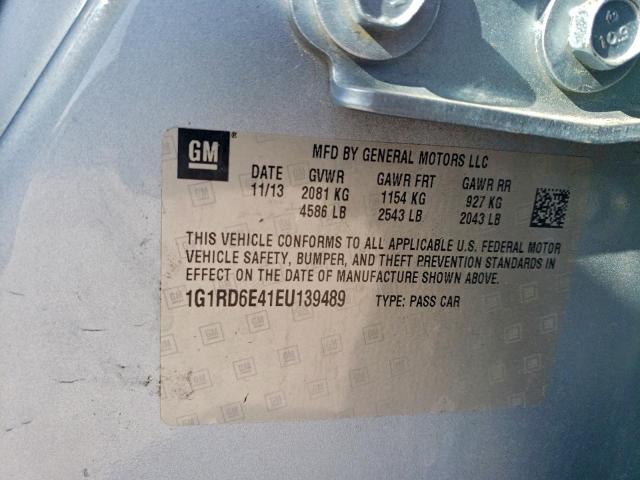 10.9
GM® MFD BY GENERAL MOTORS LLC
DATE GVWR GAWR FRT GAWR RR
11/13 2081 KG 1154 KG 927 KG
4586 LB 2543 LB 2043 LB
THIS VEHICLE CONFORMS TO ALL APPLICABLE U.S. FEDERAL MOTOR
VEHICLE SAFETY, BUMPER, AND THEFT PREVENTION STANDARDS IN
EFFECT ON THE DATE OF MANUFACTURE SHOWN ABOVE.
1G1RD6E41EU139489 TYPE: PASS CAR